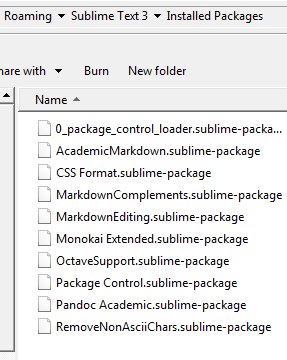 Roaming ▾ Sublime Text 3 ▾ Installed Packages
hare with ▾ Burn New folder
Name
0_package_control_loader.sublime-packa...
AcademicMarkdown.sublime-package
CSS Format.sublime-package
MarkdownComplements.sublime-package
MarkdownEditing.sublime-package
Monokai Extended.sublime-package
OctaveSupport.sublime-package
Package Control.sublime-package
Pandoc Academic.sublime-package
RemoveNonAsciiChars.sublime-package